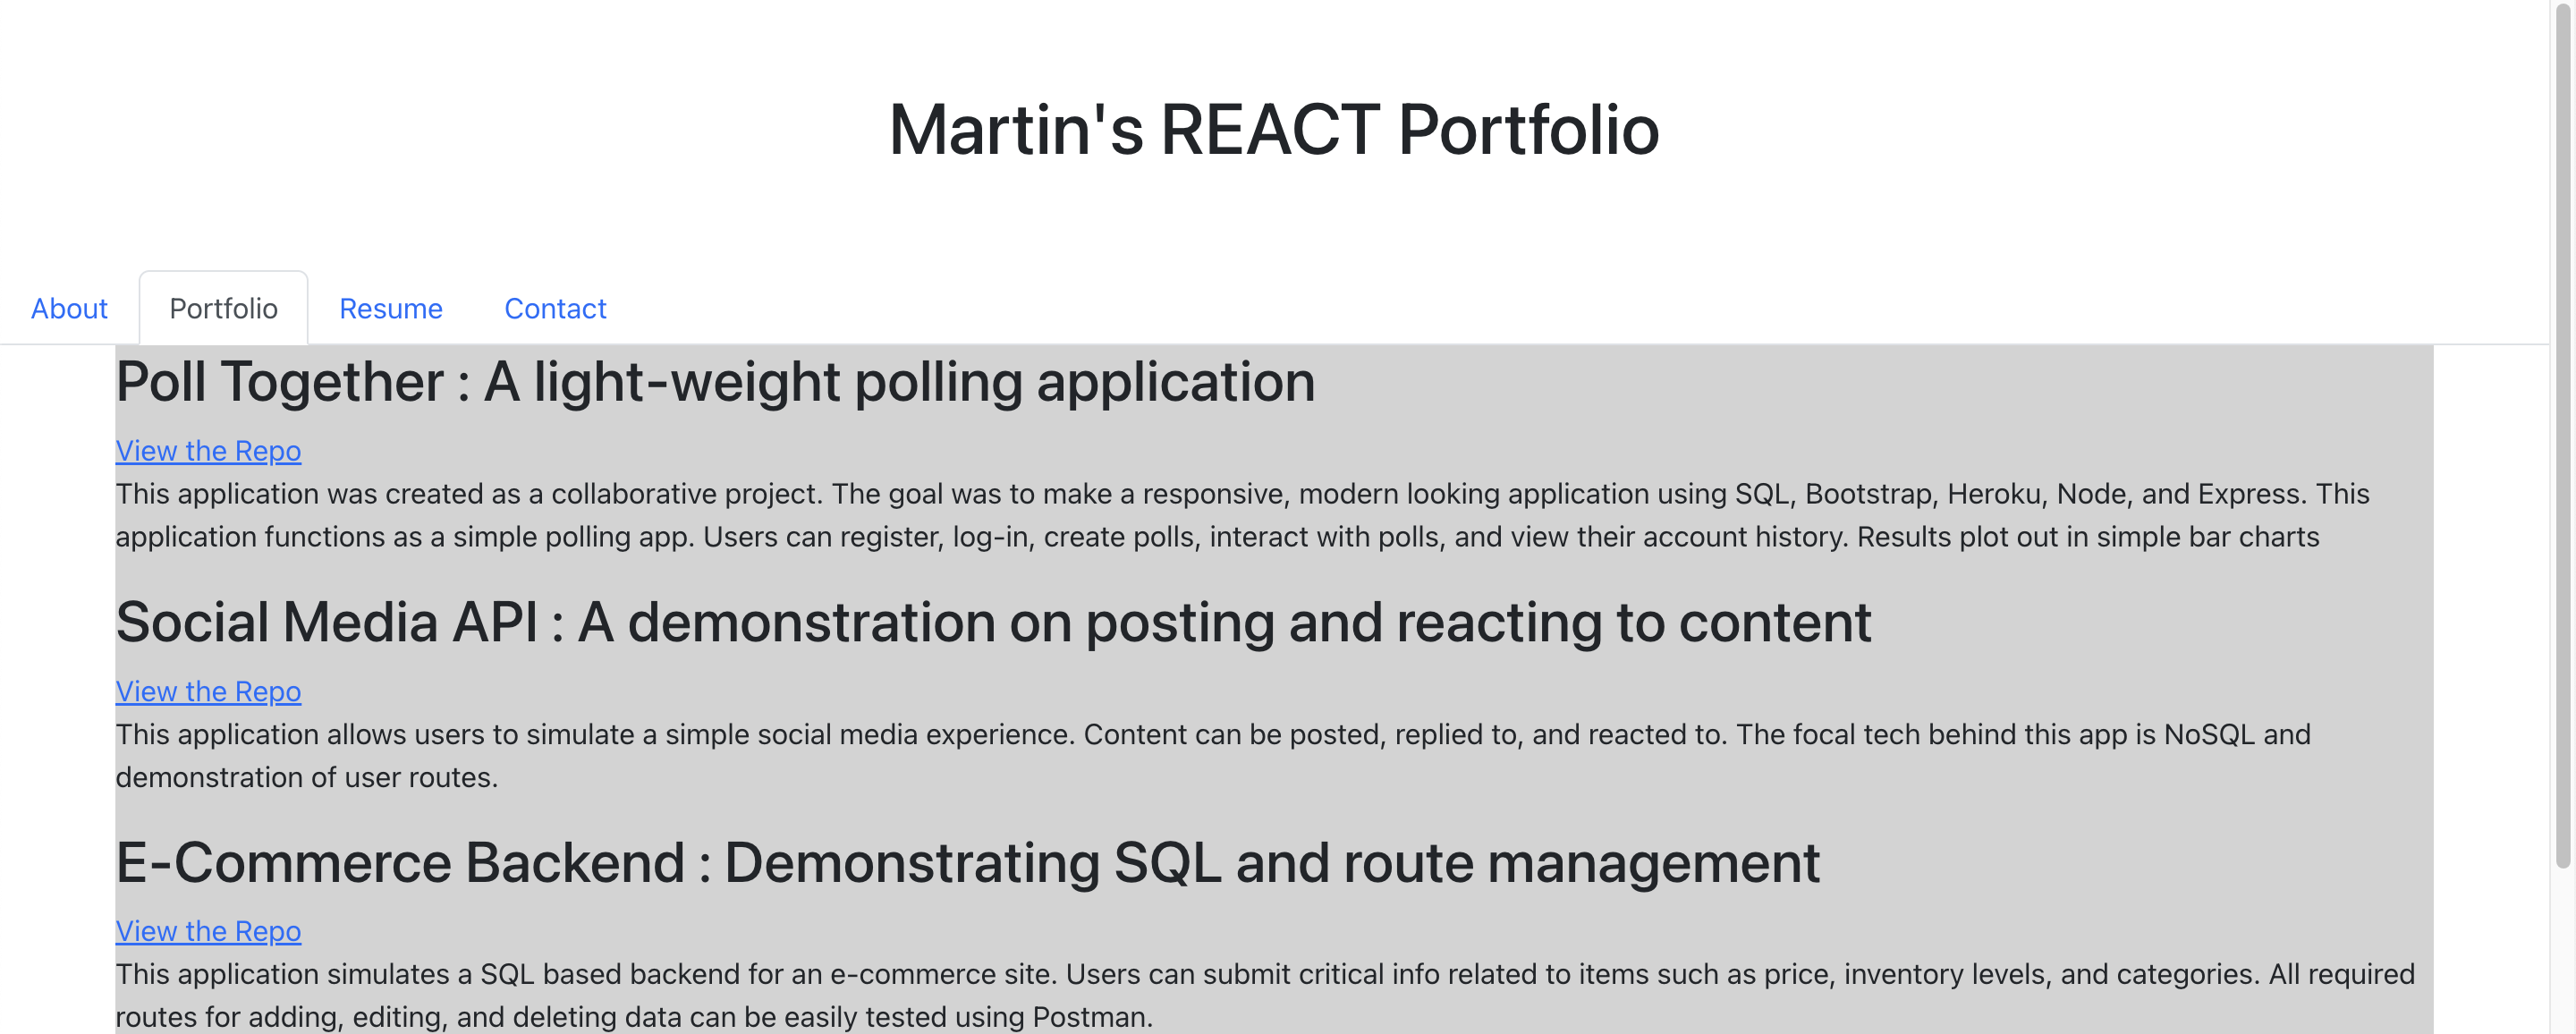 Martin's REACT Portfolio
About Portfolio Resume Contact
Poll Together : A light-weight polling application
View the Repo
This application was created as a collaborative project. The goal was to make a responsive, modern looking application using SQL, Bootstrap, Heroku, Node, and Express. This
application functions as a simple polling app. Users can register, log-in, create polls, interact with polls, and view their account history. Results plot out in simple bar charts
Social Media API : A demonstration on posting and reacting to content
View the Repo
This application allows users to simulate a simple social media experience. Content can be posted, replied to, and reacted to. The focal tech behind this app is NoSQL and
demonstration of user routes.
E-Commerce Backend : Demonstrating SQL and route management
View the Repo
This application simulates a SQL based backend for an e-commerce site. Users can submit critical info related to items such as price, inventory levels, and categories. All required
routes for adding, editing, and deleting data can be easily tested using Postman.